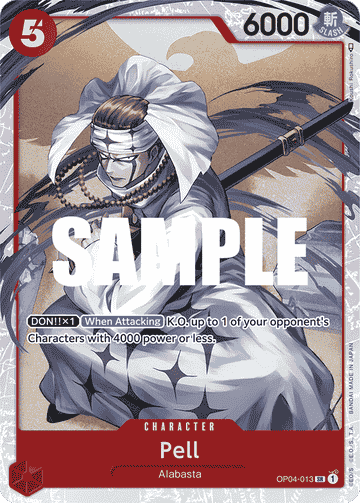 5
6000
斬
SLASH
SAMPLE
DON!!×1 When Attacking K.O. up to 1 of your opponent's
Characters with 4000 power or less.
CHARACTER
Pell
Alabasta
OP04-013 1
BANDAI MADE IN JAPAN